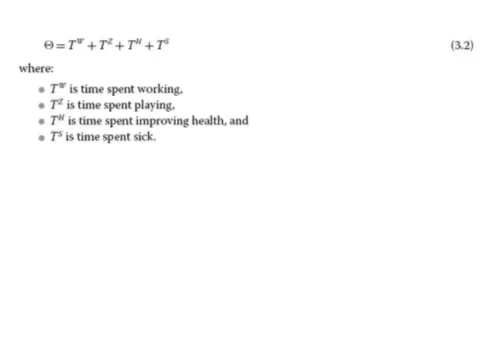 Θ = T^W + T^Z + T^H + T^S (3.2)
where:
● T^W is time spent working,
● T^Z is time spent playing,
● T^H is time spent improving health, and
● T^S is time spent sick.